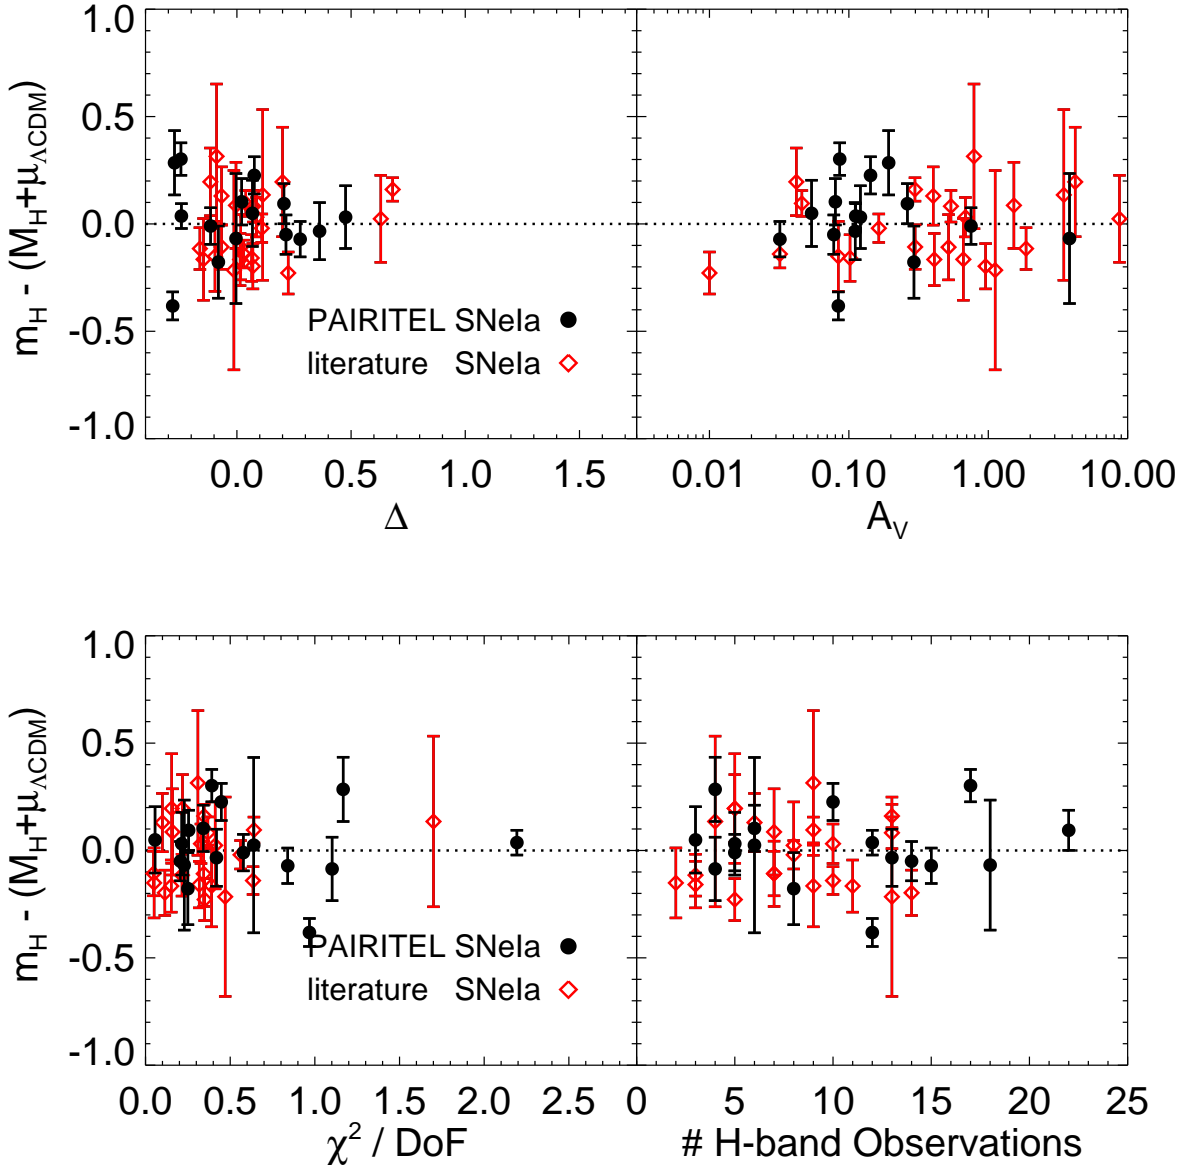 m_H - (M_H+μ_ΛCDM)
1.0
0.5
0.0
-0.5
-1.0
PAIRITEL SNeIa
literature SNeIa
0.0 0.5 1.0 1.5
Δ
0.01 0.10 1.00 10.00
A_V
m_H - (M_H+μ_ΛCDM)
1.0
0.5
0.0
-0.5
-1.0
PAIRITEL SNeIa
literature SNeIa
0.0 0.5 1.0 1.5 2.0 2.5
χ² / DoF
0 5 10 15 20 25
# H-band Observations